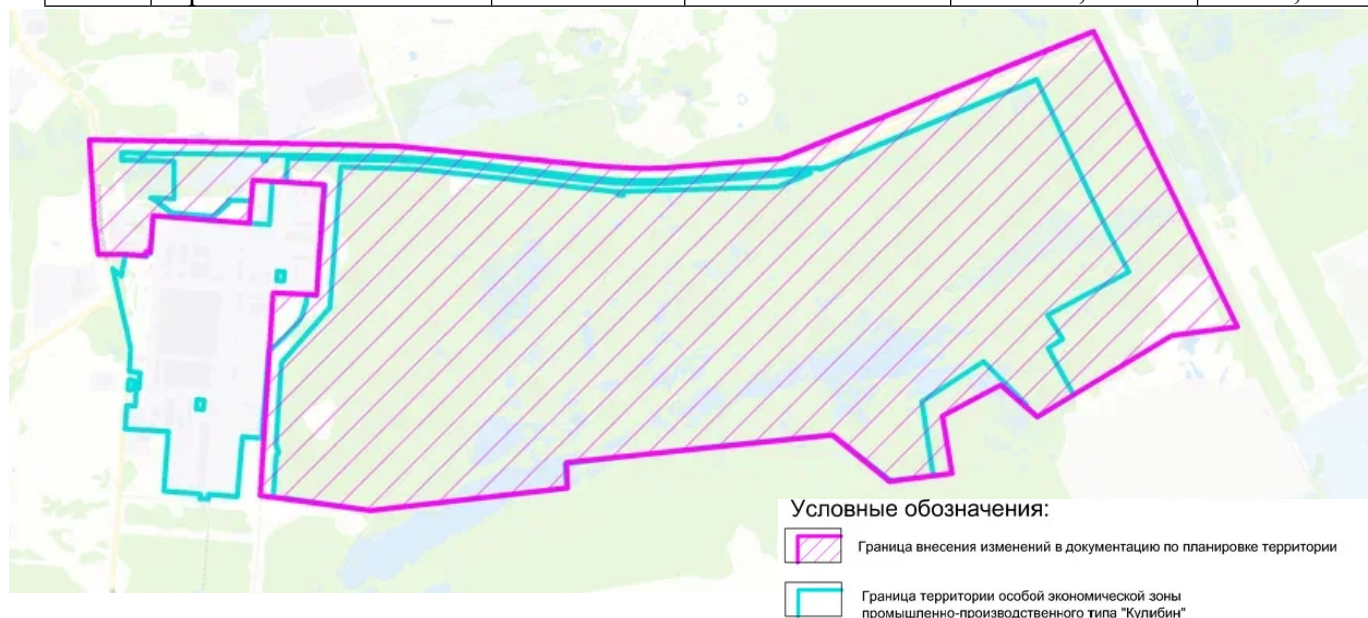 Условные обозначения:
Граница внесения изменений в документацию по планировке территории
Граница территории особой экономической зоны
промышленно-производственного типа "Кулибин"